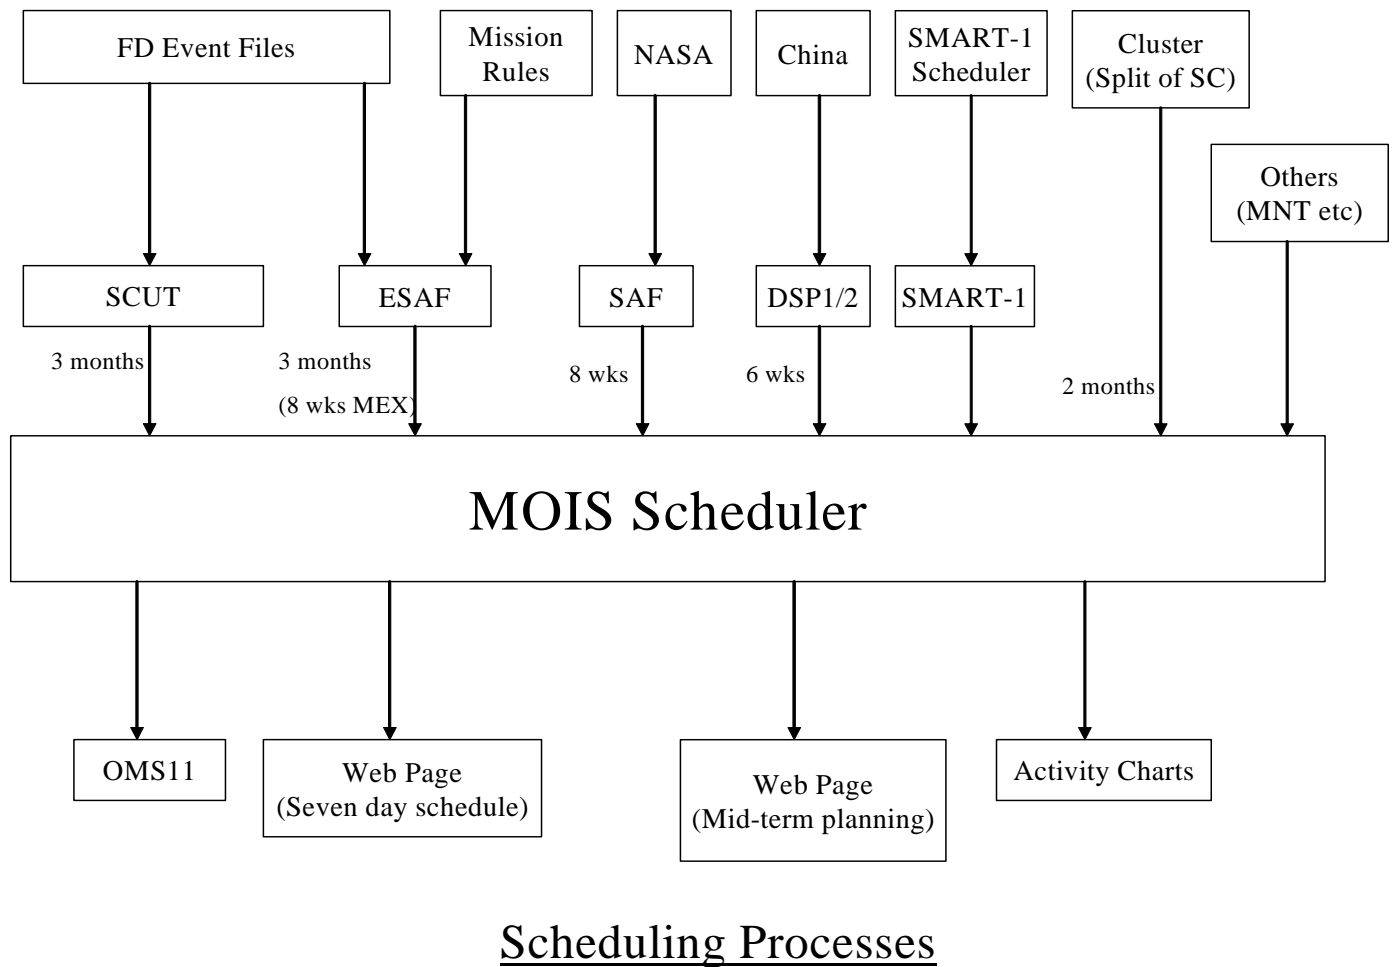 FD Event Files
Mission
Rules
NASA
China
SMART-1
Scheduler
Cluster
(Split of SC)
Others
(MNT etc)
SCUT
ESAF
SAF
DSP1/2
SMART-1
3 months
3 months
(8 wks MEX)
8 wks
6 wks
2 months
MOIS Scheduler
OMS11
Web Page
(Seven day schedule)
Web Page
(Mid-term planning)
Activity Charts
Scheduling Processes